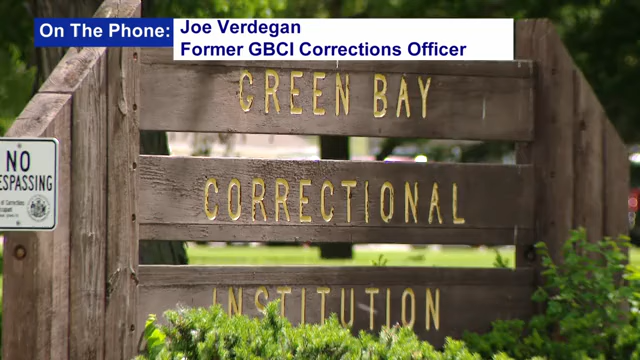 On The Phone:
Joe Verdegan
Former GBCI Corrections Officer
GREEN BAY
CORRECTIONAL
INSTITUTION
NO
TRESPASSING